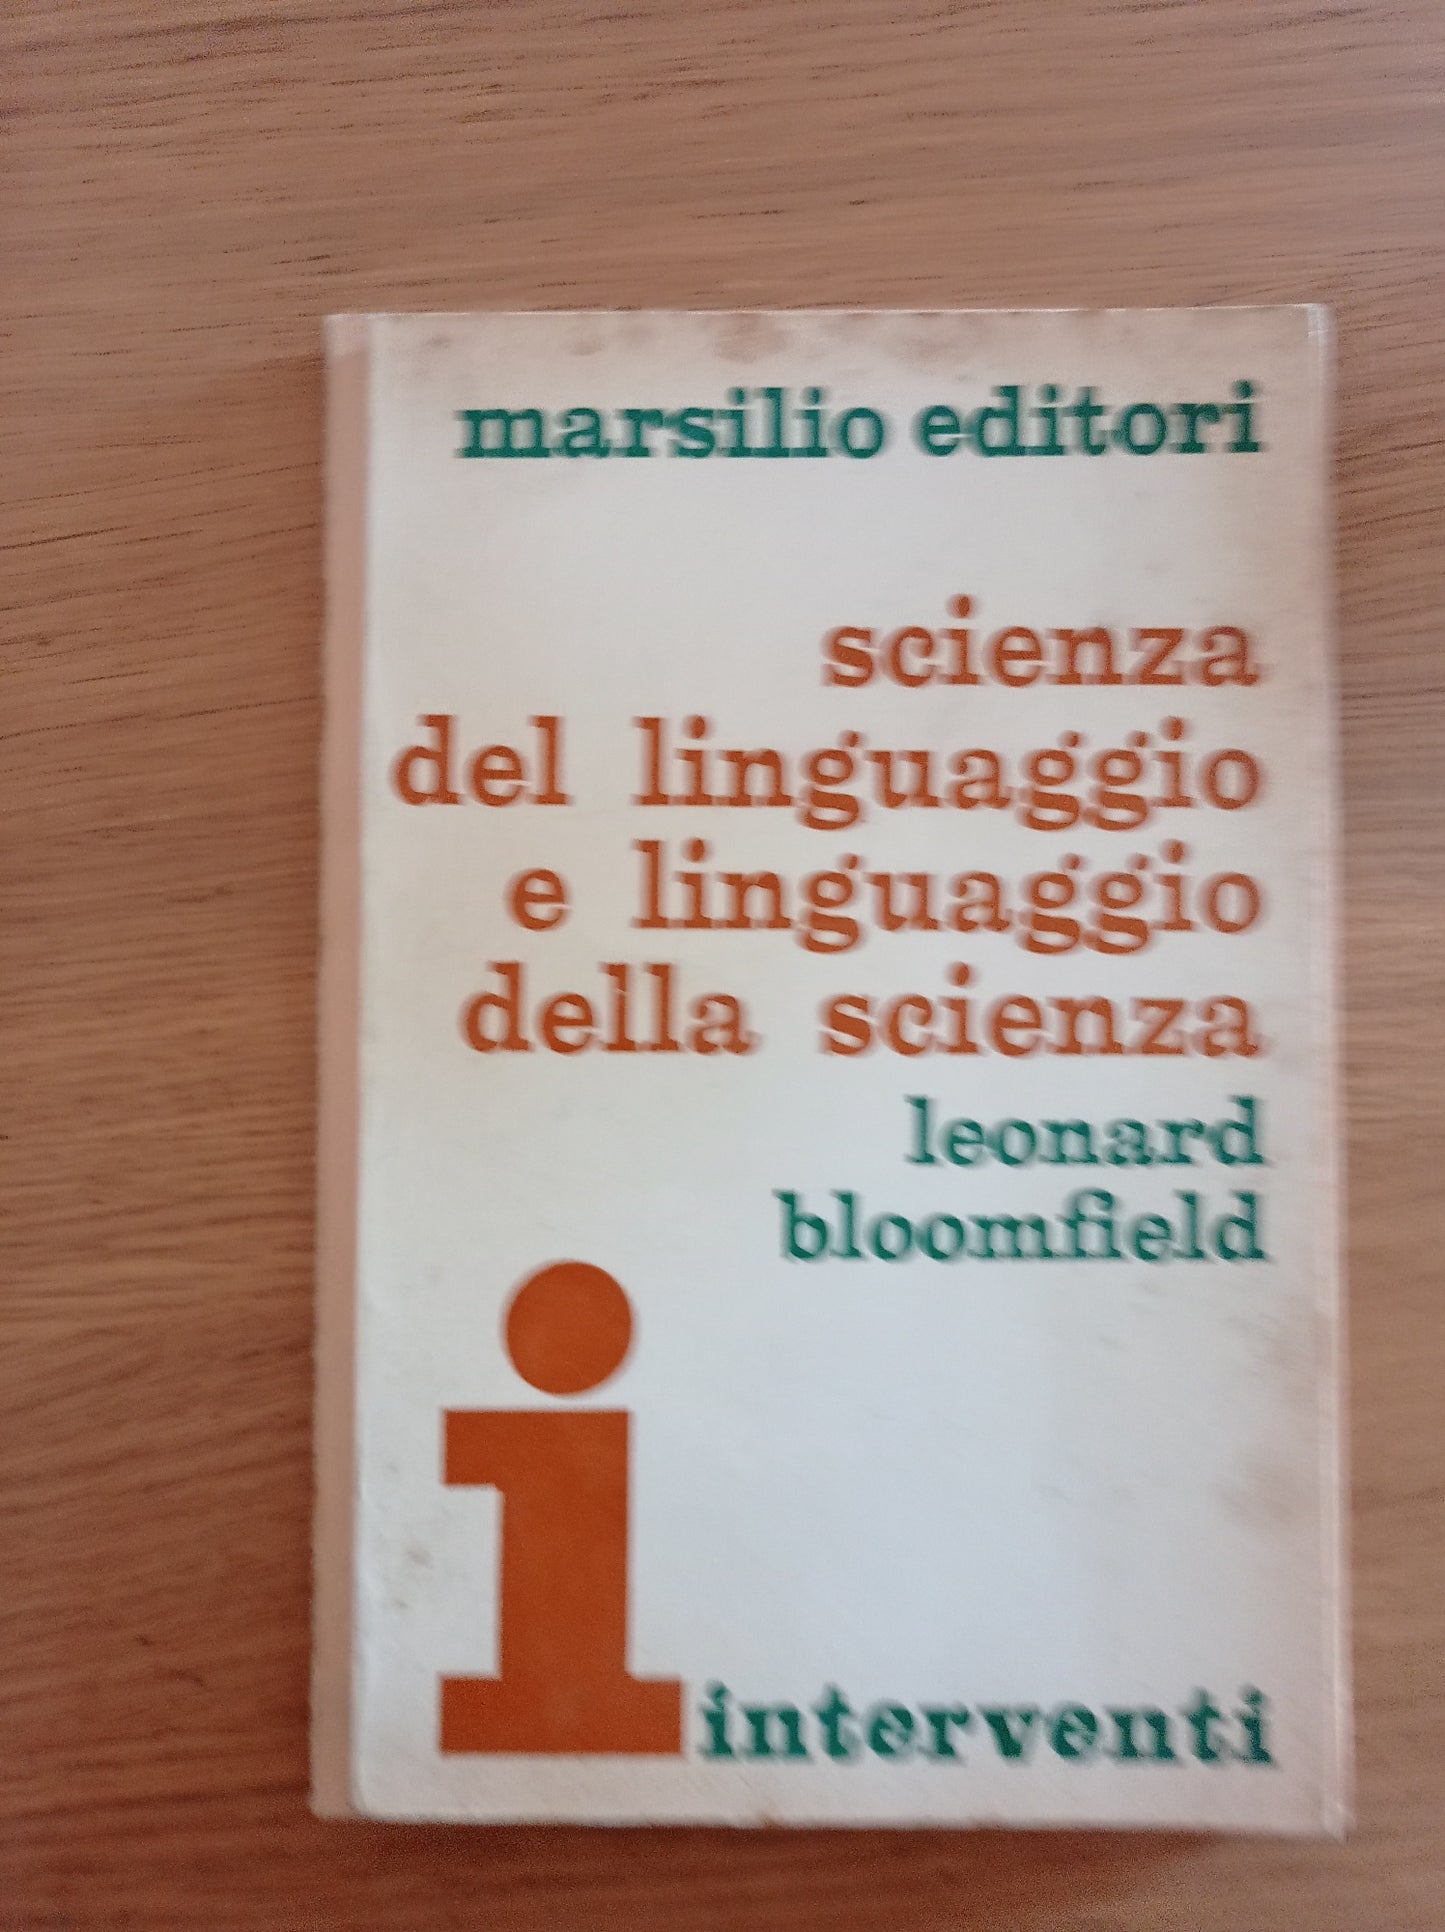 marsilio editori
scienza
del linguaggio
e linguaggio
della scienza
leonard
bloomfield
i
interventi